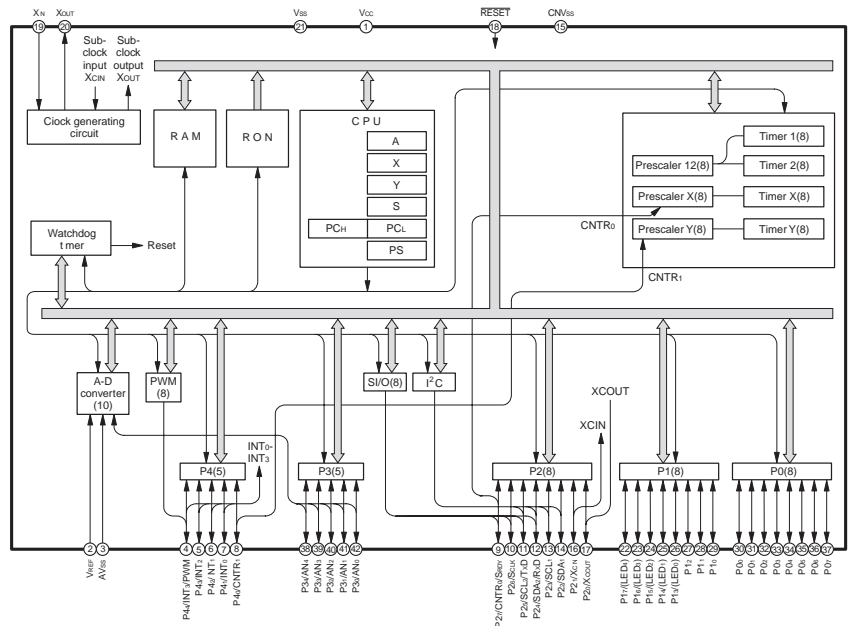 XIN XOUT VSS VCC RESET CNVSS
19 20 21 1 18 15
Sub-clock input XCIN
Sub-clock output XOUT
Ciock generating circuit
R A M
R O N
C P U
A
X
Y
S
PCH PCL
PS
Timer 1(8)
Prescaler 12(8) Timer 2(8)
Prescaler X(8) Timer X(8)
CNTR0
Prescaler Y(8) Timer Y(8)
CNTR1
Watchdog t mer
Reset
A-D converter (10)
PWM (8)
SI/O(8)
I2C
XCOUT
XCIN
INT0-INT3
P4(5) P3(5) P2(8) P1(8) P0(8)
2 3 4 5 6 7 8 38 39 40 41 42 9 10 11 12 13 14 16 17 22 23 24 25 26 27 28 29 30 31 32 33 34 35 36 37
VREF
AVSS
P44/INT3/PWM
P43/INT2
P42/INT1
P41/INT0
P40/CNTR1
P34/AN4
P33/AN3
P32/AN2
P31/AN1
P30/AN0
P27/CNTR0/SRDY
P26/SCLK
P25/SCL2/TxD
P24/SDA2/RxD
P23/SCL1
P22/SDA1
P21/XCIN
P20/XCOUT
P17/(LED4)
P16/(LED3)
P15/(LED2)
P14/(LED1)
P13/(LED0)
P12
P11
P10
P00
P01
P02
P03
P04
P05
P06
P07